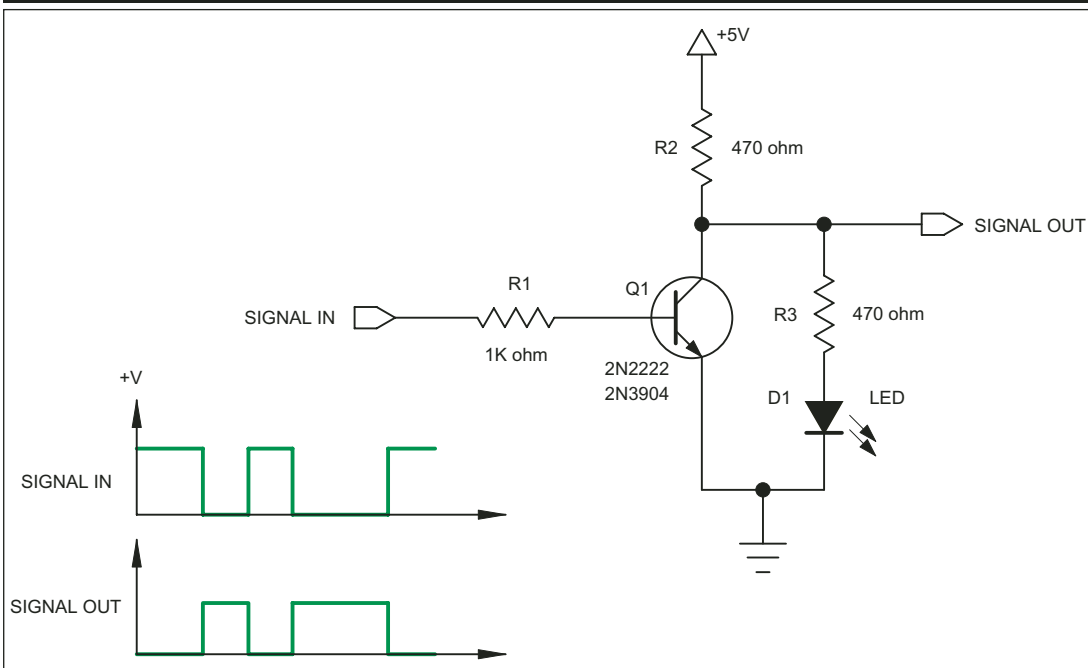 +5V
R2 470 ohm
SIGNAL OUT
R1
Q1
SIGNAL IN
R3 470 ohm
1K ohm
2N2222
2N3904
+V
D1 LED
SIGNAL IN
SIGNAL OUT